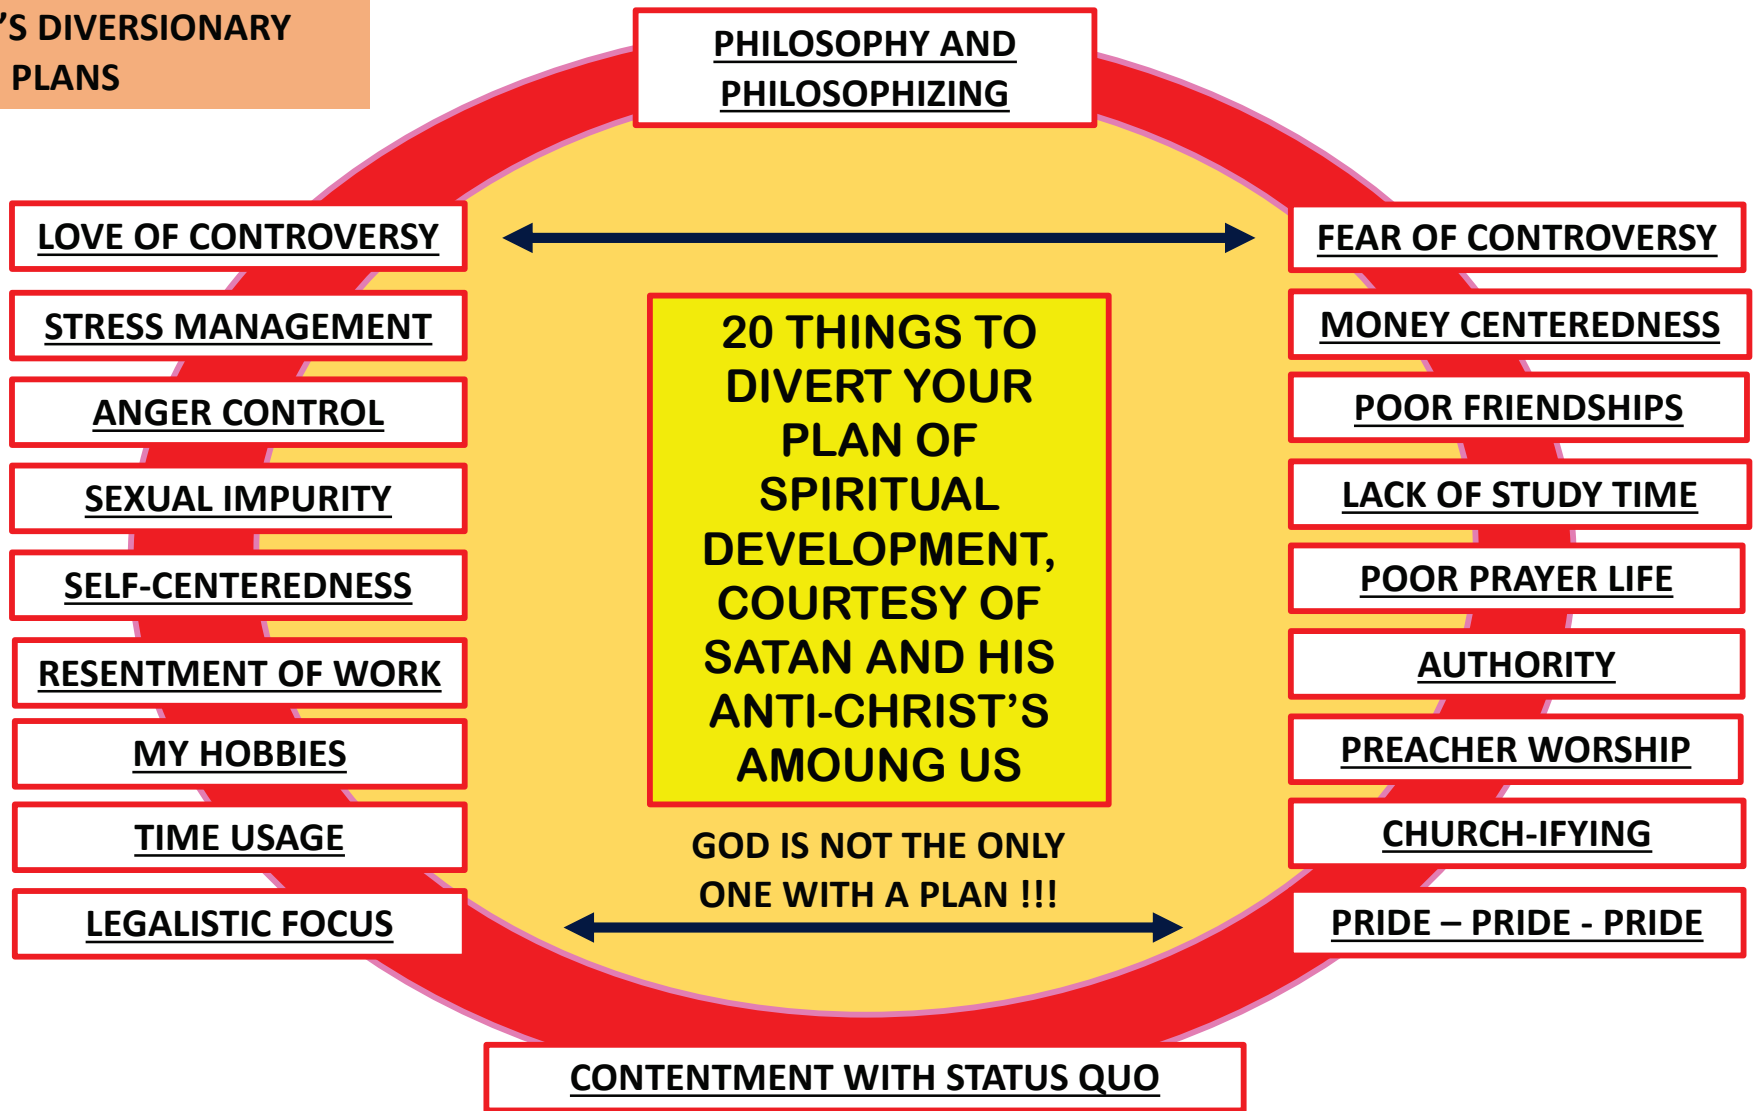 'S DIVERSIONARY
PLANS
PHILOSOPHY AND
PHILOSOPHIZING
LOVE OF CONTROVERSY
STRESS MANAGEMENT
ANGER CONTROL
SEXUAL IMPURITY
SELF-CENTEREDNESS
RESENTMENT OF WORK
MY HOBBIES
TIME USAGE
LEGALISTIC FOCUS
20 THINGS TO
DIVERT YOUR
PLAN OF
SPIRITUAL
DEVELOPMENT,
COURTESY OF
SATAN AND HIS
ANTI-CHRIST'S
AMOUNG US
GOD IS NOT THE ONLY
ONE WITH A PLAN !!!
FEAR OF CONTROVERSY
MONEY CENTEREDNESS
POOR FRIENDSHIPS
LACK OF STUDY TIME
POOR PRAYER LIFE
AUTHORITY
PREACHER WORSHIP
CHURCH-IFYING
PRIDE – PRIDE - PRIDE
CONTENTMENT WITH STATUS QUO